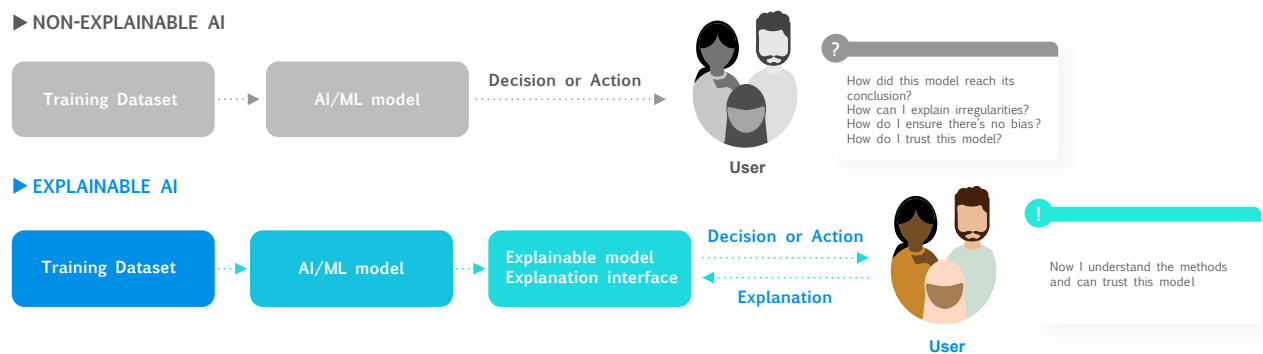 ▶ NON-EXPLAINABLE AI
Training Dataset
AI/ML model
Decision or Action
User
?
How did this model reach its
conclusion?
How can I explain irregularities?
How do I ensure there's no bias?
How do I trust this model?
▶ EXPLAINABLE AI
Training Dataset
AI/ML model
Explainable model
Explanation interface
Decision or Action
Explanation
User
!
Now I understand the methods
and can trust this model